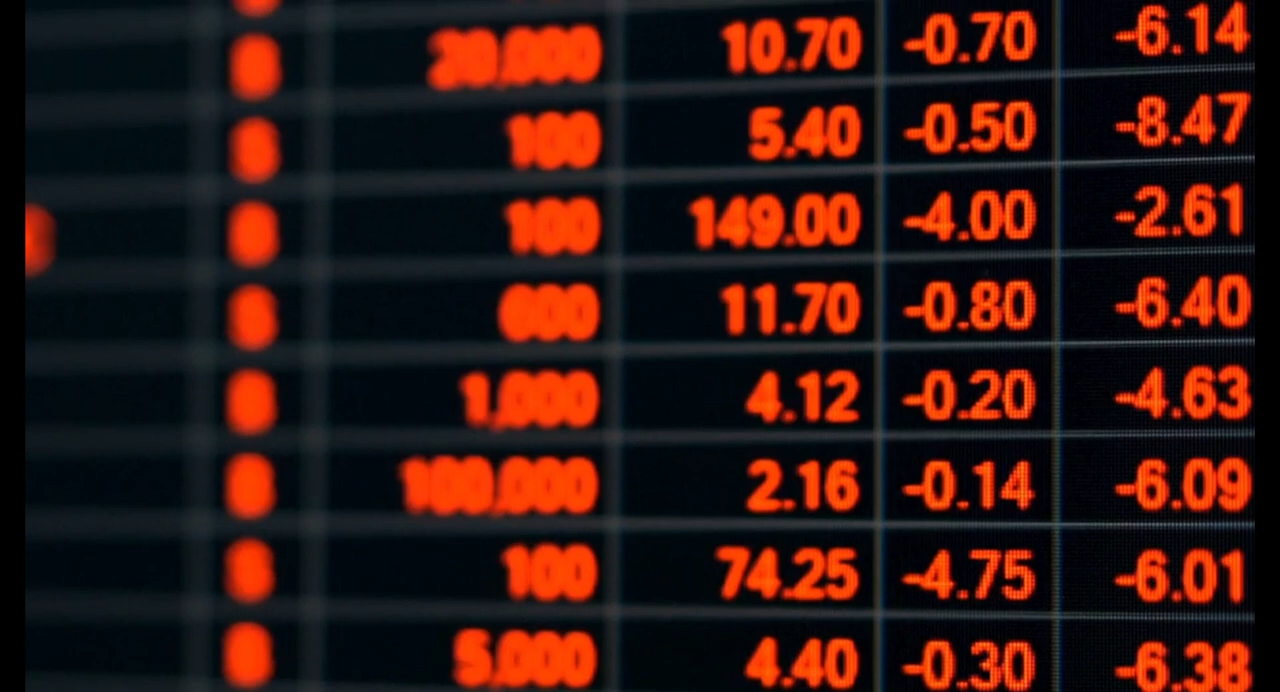 20,000 10.70 -0.70 -6.14
100 5.40 -0.50 -8.47
100 149.00 -4.00 -2.61
11.70 -0.80 -6.40
1,000 4.12 -0.20 -4.63
100,000 2.16 -0.14 -6.09
100 74.25 -4.75 -6.01
5,000 4.40 -0.30 -6.38